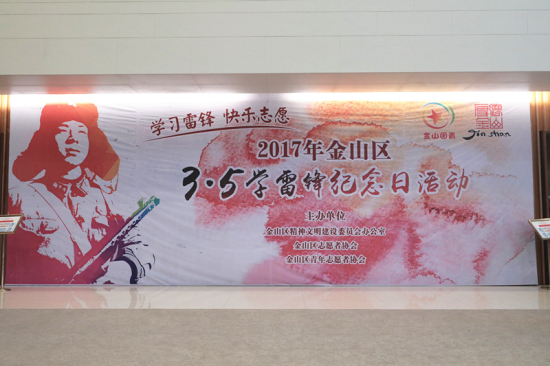 学习雷锋 快乐志愿
金山团委
Jin shan
2017年金山区
3·5学雷锋纪念日活动
主办单位
金山区精神文明建设委员会办公室
金山区志愿者协会
金山区青年志愿者协会